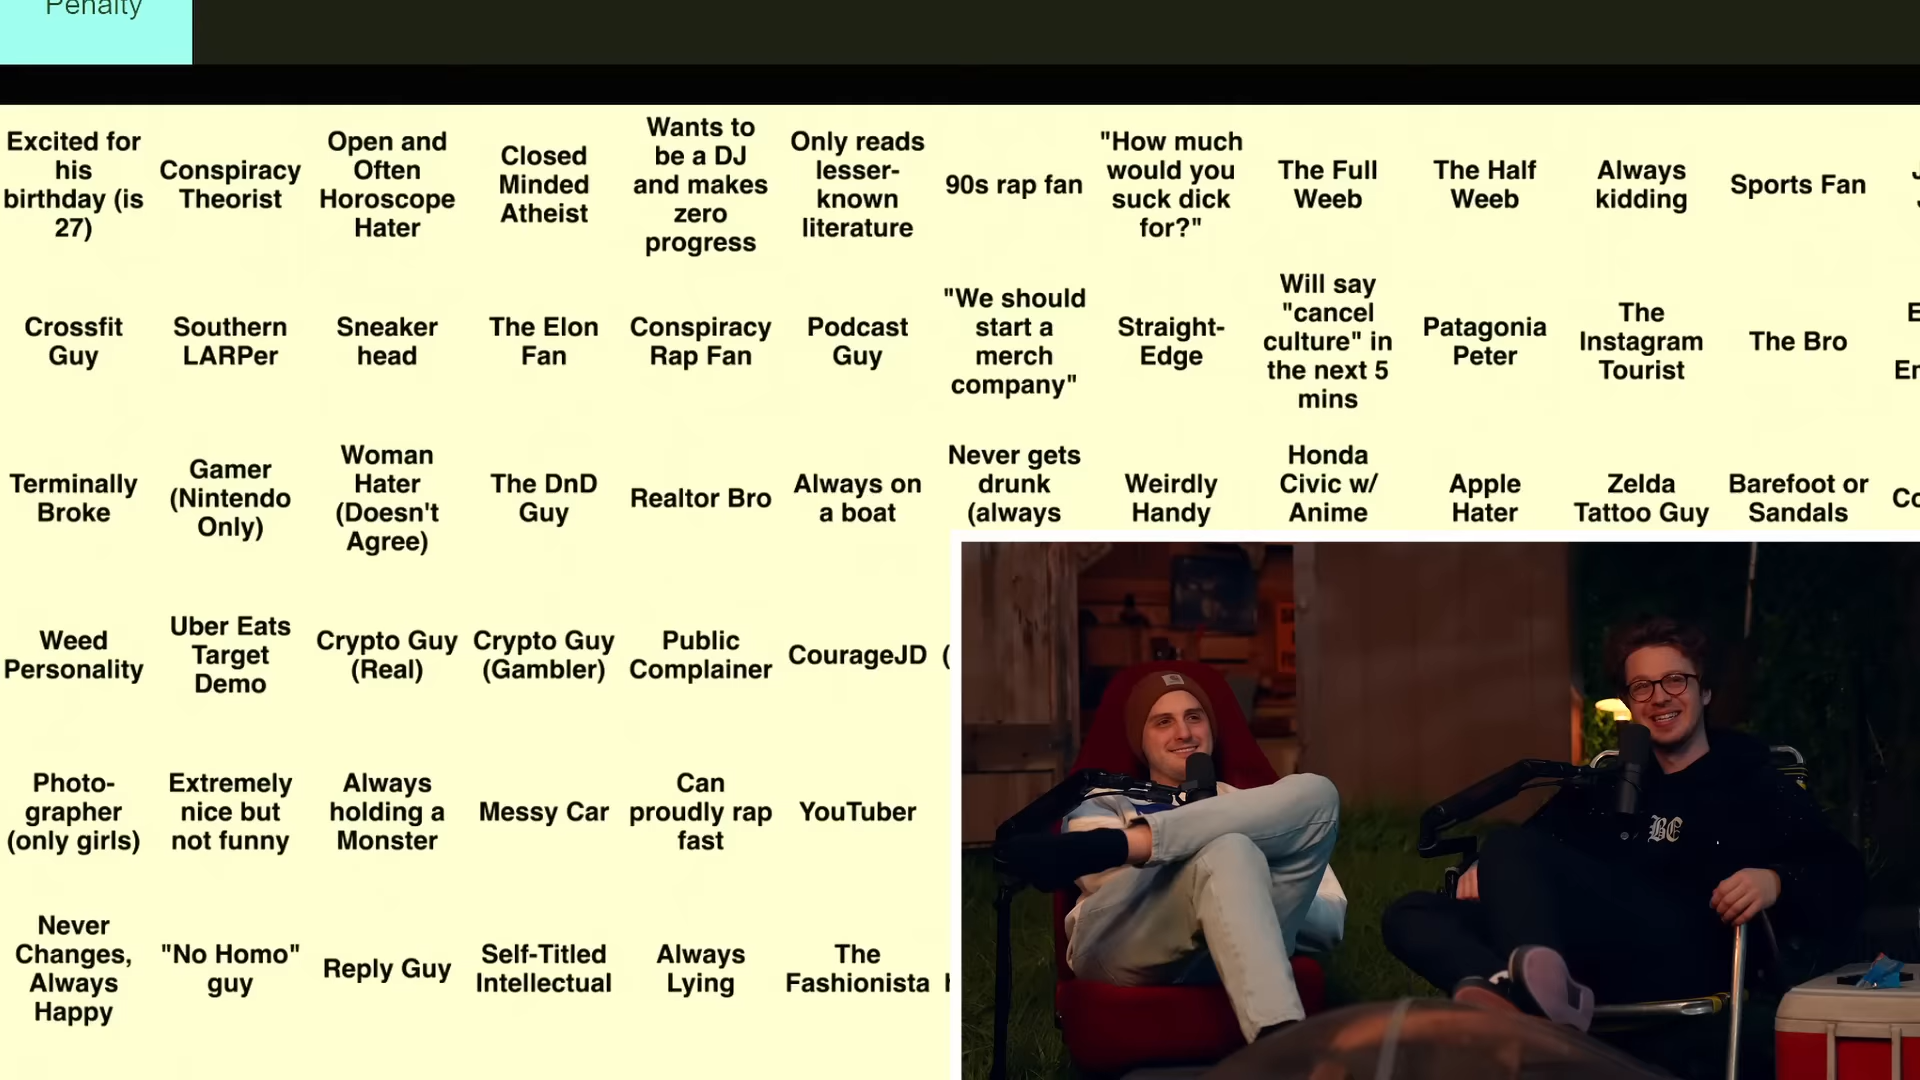 Penalty
Excited for
his
birthday (is
27)
Conspiracy
Theorist
Open and
Often
Horoscope
Hater
Closed
Minded
Atheist
Wants to
be a DJ
and makes
zero
progress
Only reads
lesser-
known
literature
90s rap fan
"How much
would you
suck dick
for?"
The Full
Weeb
The Half
Weeb
Always
kidding
Sports Fan
Crossfit
Guy
Southern
LARPer
Sneaker
head
The Elon
Fan
Conspiracy
Rap Fan
Podcast
Guy
"We should
start a
merch
company"
Straight-
Edge
Will say
"cancel
culture" in
the next 5
mins
Patagonia
Peter
The
Instagram
Tourist
The Bro
Terminally
Broke
Gamer
(Nintendo
Only)
Woman
Hater
(Doesn't
Agree)
The DnD
Guy
Realtor Bro
Always on
a boat
Never gets
drunk
(always
Weirdly
Handy
Honda
Civic w/
Anime
Apple
Hater
Zelda
Tattoo Guy
Barefoot or
Sandals
Weed
Personality
Uber Eats
Target
Demo
Crypto Guy
(Real)
Crypto Guy
(Gambler)
Public
Complainer
CourageJD
Photo-
grapher
(only girls)
Extremely
nice but
not funny
Always
holding a
Monster
Messy Car
Can
proudly rap
fast
YouTuber
Never
Changes,
Always
Happy
"No Homo"
guy
Reply Guy
Self-Titled
Intellectual
Always
Lying
The
Fashionista
BE